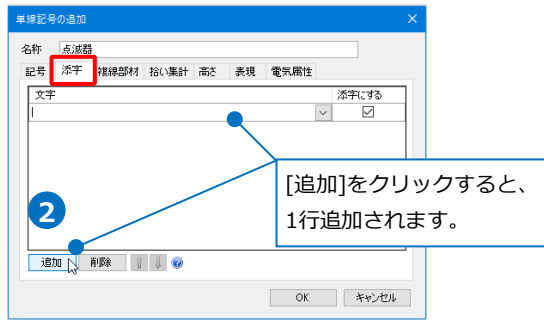 単線記号の追加
名称 点滅器
記号 添字 複線部材 拾い集計 高さ 表現 電気属性
文字 添字にする
[追加]をクリックすると、
1行追加されます。
2
追加 削除
OK キャンセル